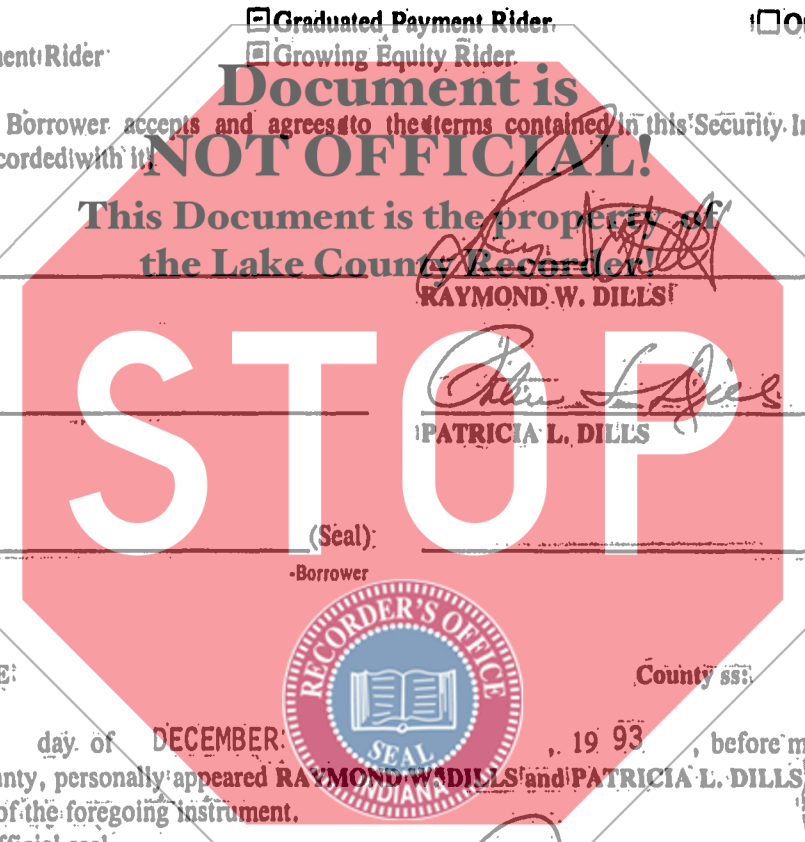 Graduated Payment Rider
Growing Equity Rider
ment Rider
Document is
Borrower accepts and agrees to the terms contained in this Security In
corded with it
NOT OFFICIAL!
This Document is the property of
the Lake County Recorder!
RAYMOND W. DILLS
STOP
PATRICIA L. DILLS
(Seal)
-Borrower
RECORDER'S OFFICE
SEAL
INDIANA
County ss:
day of DECEMBER , 19 93 , before m
nty, personally appeared RAYMOND W DILLS and PATRICIA L. DILLS
of the foregoing instrument.